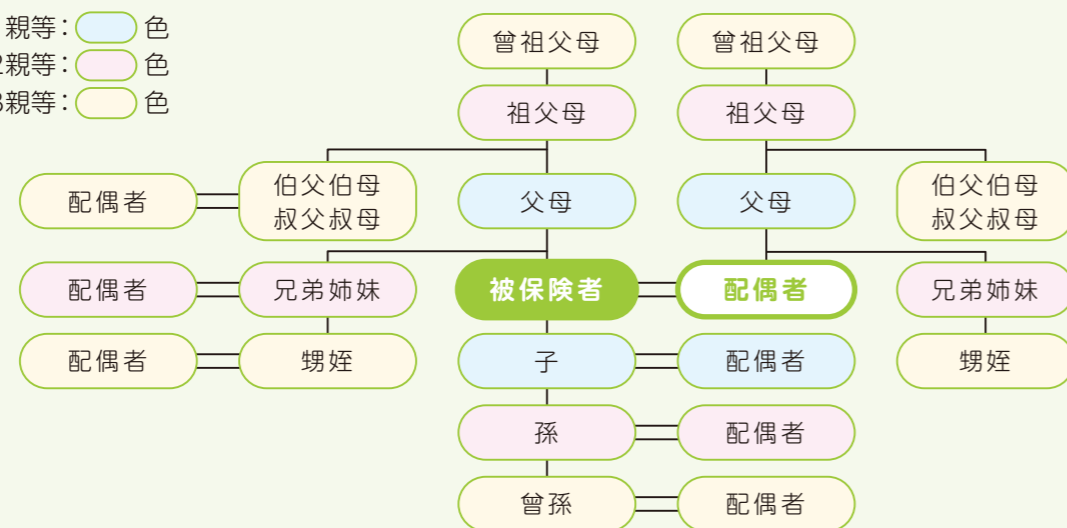 親等：色
2親等：色
3親等：色
曾祖父母
曾祖父母
祖父母
祖父母
配偶者
伯父伯母
叔父叔母
父母
父母
伯父伯母
叔父叔母
配偶者
兄弟姉妹
被保険者
配偶者
兄弟姉妹
配偶者
甥姪
子
配偶者
甥姪
孫
配偶者
曾孫
配偶者